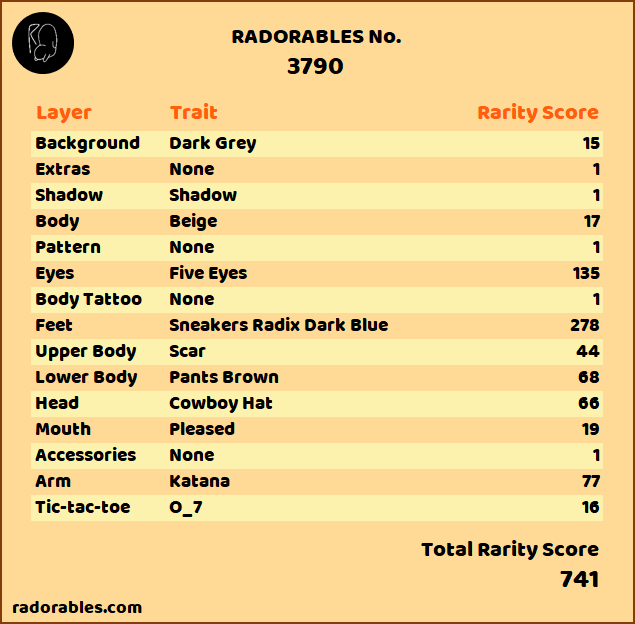 RADORABLES No.
3790
Layer Trait Rarity Score
Background Dark Grey 15
Extras None 1
Shadow Shadow 1
Body Beige 17
Pattern None 1
Eyes Five Eyes 135
Body Tattoo None 1
Feet Sneakers Radix Dark Blue 278
Upper Body Scar 44
Lower Body Pants Brown 68
Head Cowboy Hat 66
Mouth Pleased 19
Accessories None 1
Arm Katana 77
Tic-tac-toe O_7 16
Total Rarity Score
741
radorables.com